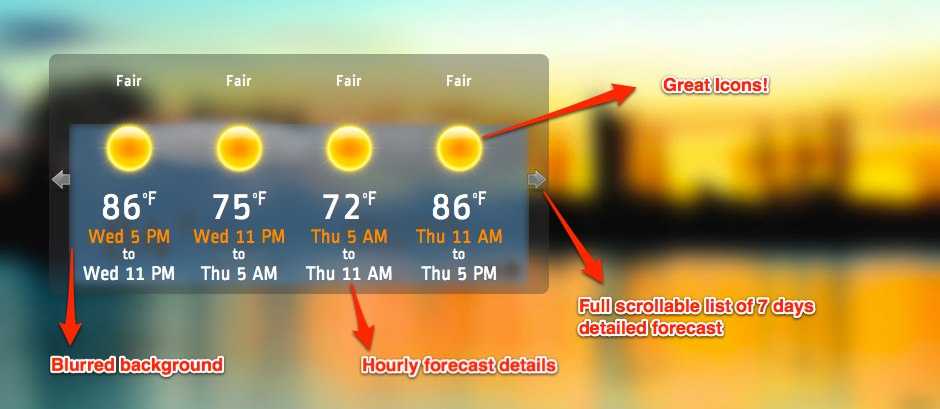 Fair Fair Fair Fair
Great Icons!
86°F 75°F 72°F 86°F
Wed 5 PM Wed 11 PM Thu 5 AM Thu 11 AM
to to to to
Wed 11 PM Thu 5 AM Thu 11 AM Thu 5 PM
Full scrollable list of 7 days
detailed forecast
Blurred background
Hourly forecast details